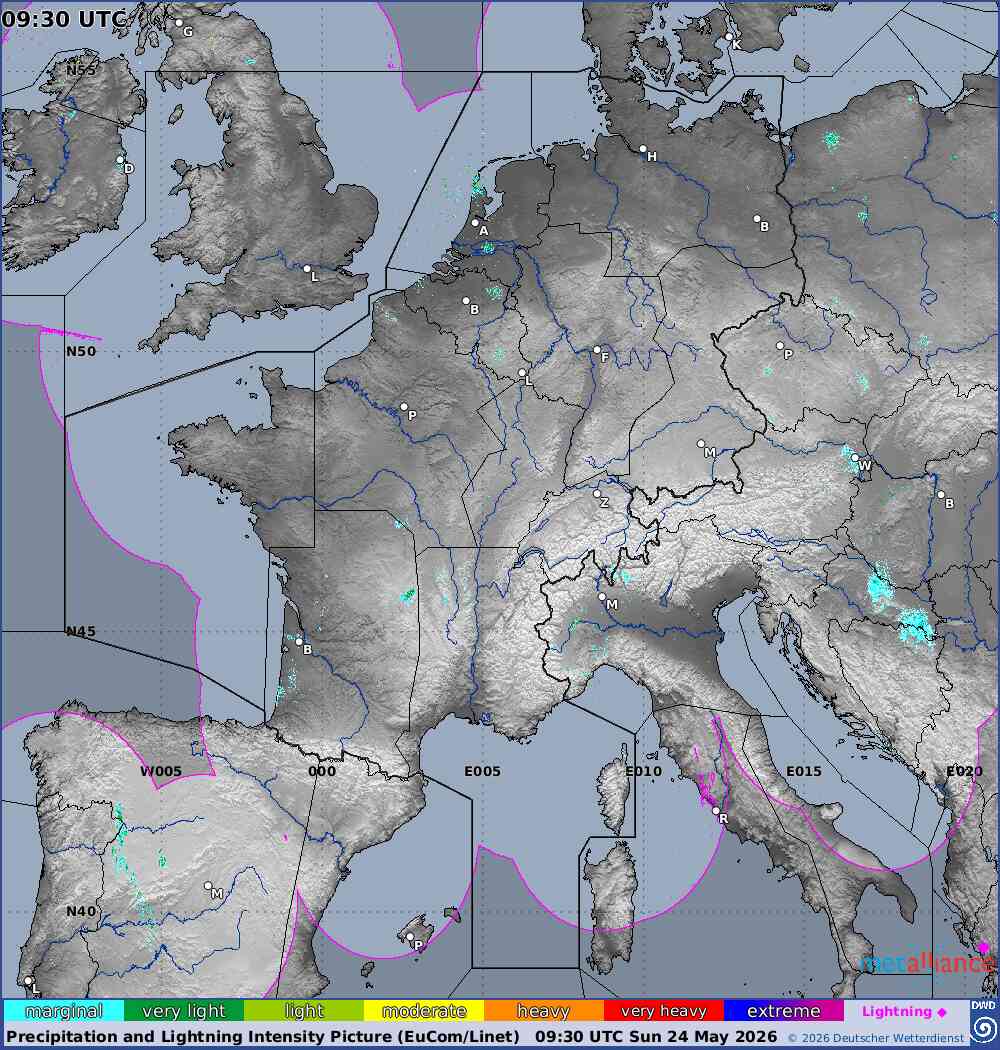 09:30 UTC
G
K
N55
D
H
A
B
L
B
N50
F
P
L
P
M
W
Z
B
M
N45
B
W005
000
E005
E010
E015
E020
R
M
N40
P
metalliance
L
marginal
very light
light
moderate
heavy
very heavy
extreme
Lightning
DWD
Precipitation and Lightning Intensity Picture (EuCom/Linet) 09:30 UTC Sun 24 May 2026 © 2026 Deutscher Wetterdienst